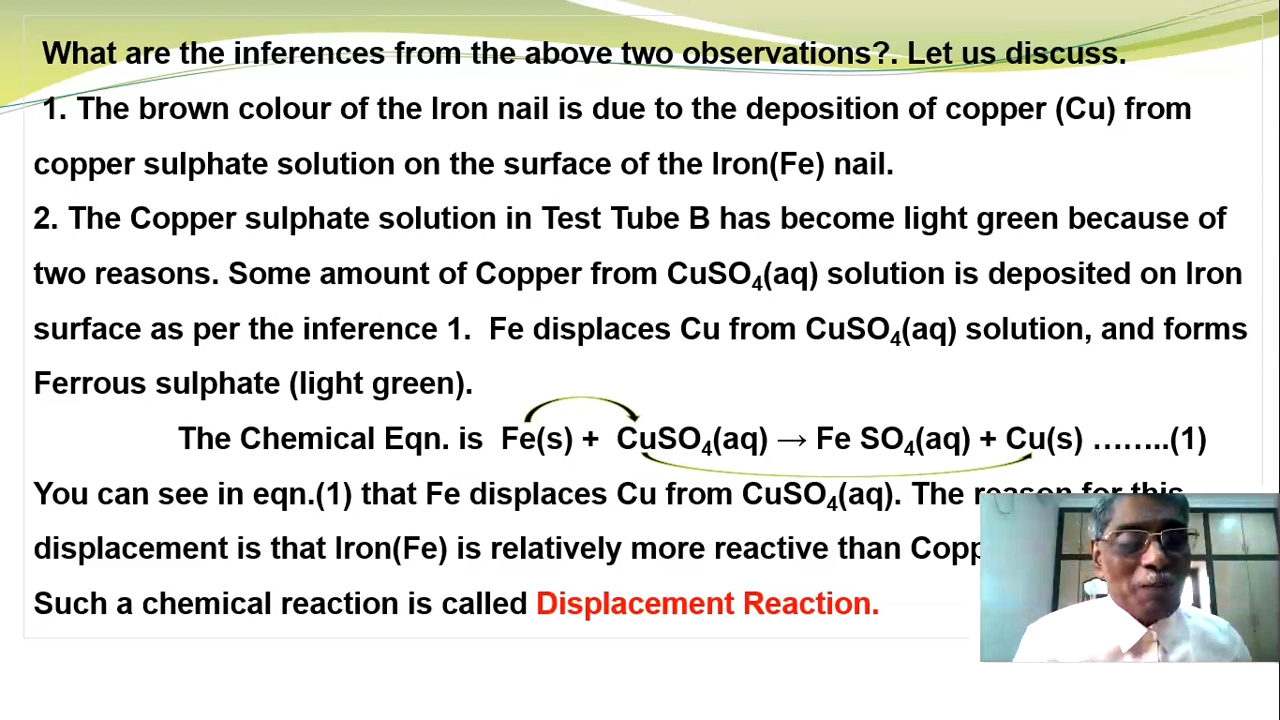 What are the inferences from the above two observations?. Let us discuss.
1. The brown colour of the Iron nail is due to the deposition of copper (Cu) from
copper sulphate solution on the surface of the Iron(Fe) nail.
2. The Copper sulphate solution in Test Tube B has become light green because of
two reasons. Some amount of Copper from CuSO₄(aq) solution is deposited on Iron
surface as per the inference 1. Fe displaces Cu from CuSO₄(aq) solution, and forms
Ferrous sulphate (light green).
The Chemical Eqn. is Fe(s) + CuSO₄(aq) → Fe SO₄(aq) + Cu(s) ……..(1)
You can see in eqn.(1) that Fe displaces Cu from CuSO₄(aq). The reason for this
displacement is that Iron(Fe) is relatively more reactive than
Such a chemical reaction is called Displacement Reaction.